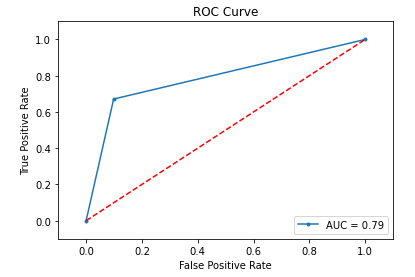 ROC Curve
1.0
0.8
0.6
0.4
0.2
0.0
True Positive Rate
AUC = 0.79
0.0 0.2 0.4 0.6 0.8 1.0
False Positive Rate